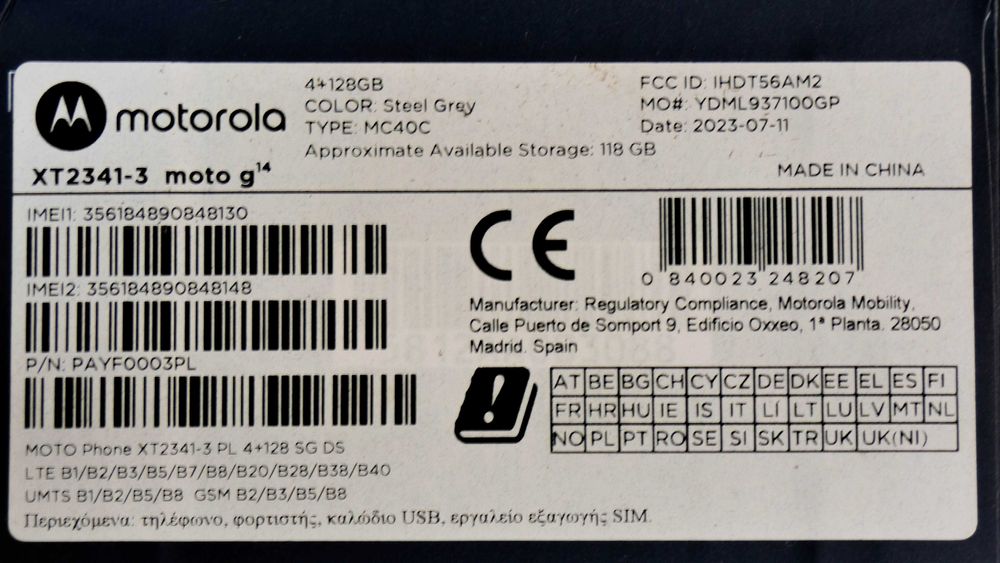 motorola
XT2341-3 moto g14
4+128GB
COLOR: Steel Grey
TYPE: MC40C
Approximate Available Storage: 118 GB
FCC ID: IHDT56AM2
MO#: YDML937100GP
Date: 2023-07-11
MADE IN CHINA
IMEI1: 356184890848130
IMEI2: 356184890848148
P/N: PAYF0003PL
MOTO Phone XT2341-3 PL 4+128 SG DS
LTE B1/B2/B3/B5/B7/B8/B20/B28/B38/B40
UMTS B1/B2/B5/B8 GSM B2/B3/B5/B8
Περιεχόμενα: τηλέφωνο, φορτιστής, καλώδιο USB, εργαλείο εξαγωγής SIM.
CE
0 840023 248207
Manufacturer: Regulatory Compliance, Motorola Mobility,
Calle Puerto de Somport 9, Edificio Oxxeo, 1ª Planta. 28050
Madrid. Spain
AT BE BG CH CY CZ DE DK EE EL ES FI
FR HR HU IE IS IT LÍ LT LU LV MT NL
NO PL PT RO SE SI SK TR UK UK(NI)